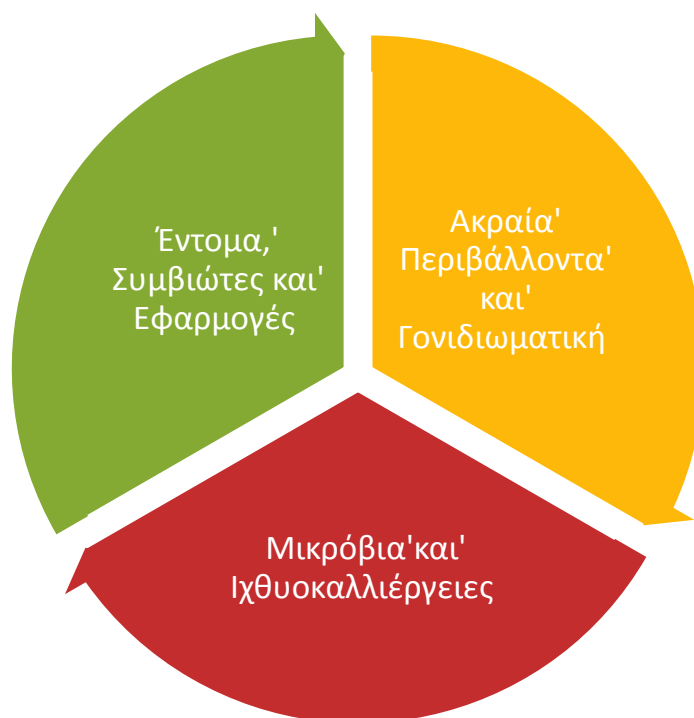 Έντομα,'
Συμβιώτες και'
Εφαρμογές
Ακραία'
Περιβάλλοντα'
και'
Γονιδιωματική
Μικρόβια'και'
Ιχθυοκαλλιέργειες